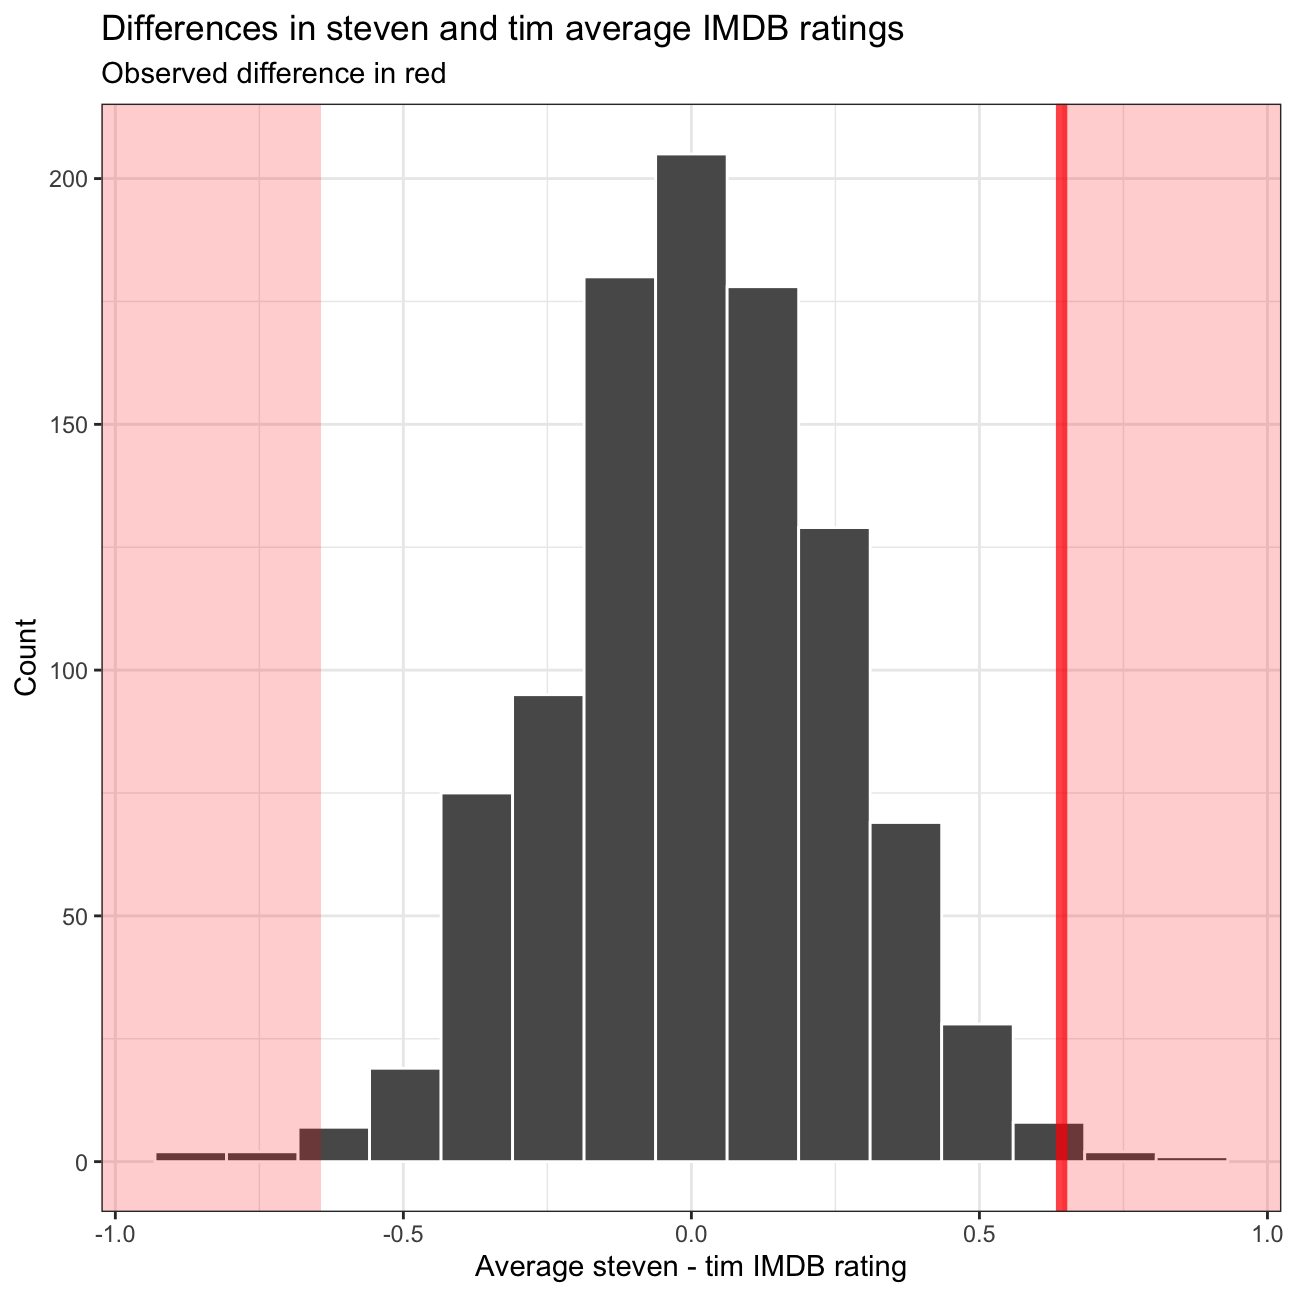 Differences in steven and tim average IMDB ratings
Observed difference in red
Count
200
150
100
50
0
-1.0
-0.5
0.0
0.5
1.0
Average steven - tim IMDB rating